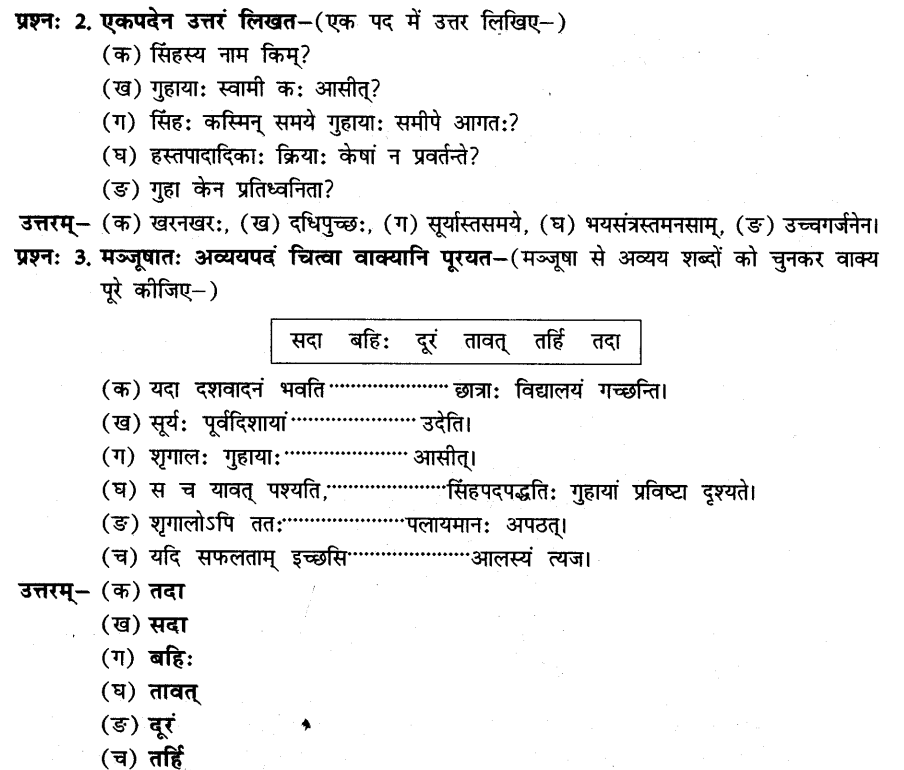 प्रश्नः 2. एकपदेन उत्तरं लिखत–(एक पद में उत्तर लिखिए–)
(क) सिंहस्य नाम किम्?
(ख) गुहायाः स्वामी कः आसीत्?
(ग) सिंहः कस्मिन् समये गुहायाः समीपे आगतः?
(घ) हस्तपादादिकाः क्रियाः केषां न प्रवर्तन्ते?
(ङ) गुहा केन प्रतिध्वनिता?
उत्तरम्– (क) खरनखरः, (ख) दधिपुच्छः, (ग) सूर्यास्तसमये, (घ) भयसंत्रस्तमनसाम्, (ङ) उच्चगर्जनेन।
प्रश्नः 3. मञ्जूषातः अव्ययपदं चित्वा वाक्यानि पूरयत–(मञ्जूषा से अव्यय शब्दों को चुनकर वाक्य
पूरे कीजिए–)
सदा बहिः दूरं तावत् तर्हि तदा
(क) यदा दशवादनं भवति ..................... छात्राः विद्यालयं गच्छन्ति।
(ख) सूर्यः पूर्वदिशायां ..................... उदेति।
(ग) शृगालः गुहायाः ..................... आसीत्।
(घ) स च यावत् पश्यति, ..................... सिंहपदपद्धतिः गुहायां प्रविष्टा दृश्यते।
(ङ) शृगालोऽपि ततः ..................... पलायमानः अपठत्।
(च) यदि सफलताम् इच्छसि ..................... आलस्यं त्यज।
उत्तरम्– (क) तदा
(ख) सदा
(ग) बहिः
(घ) तावत्
(ङ) दूरं
(च) तर्हि